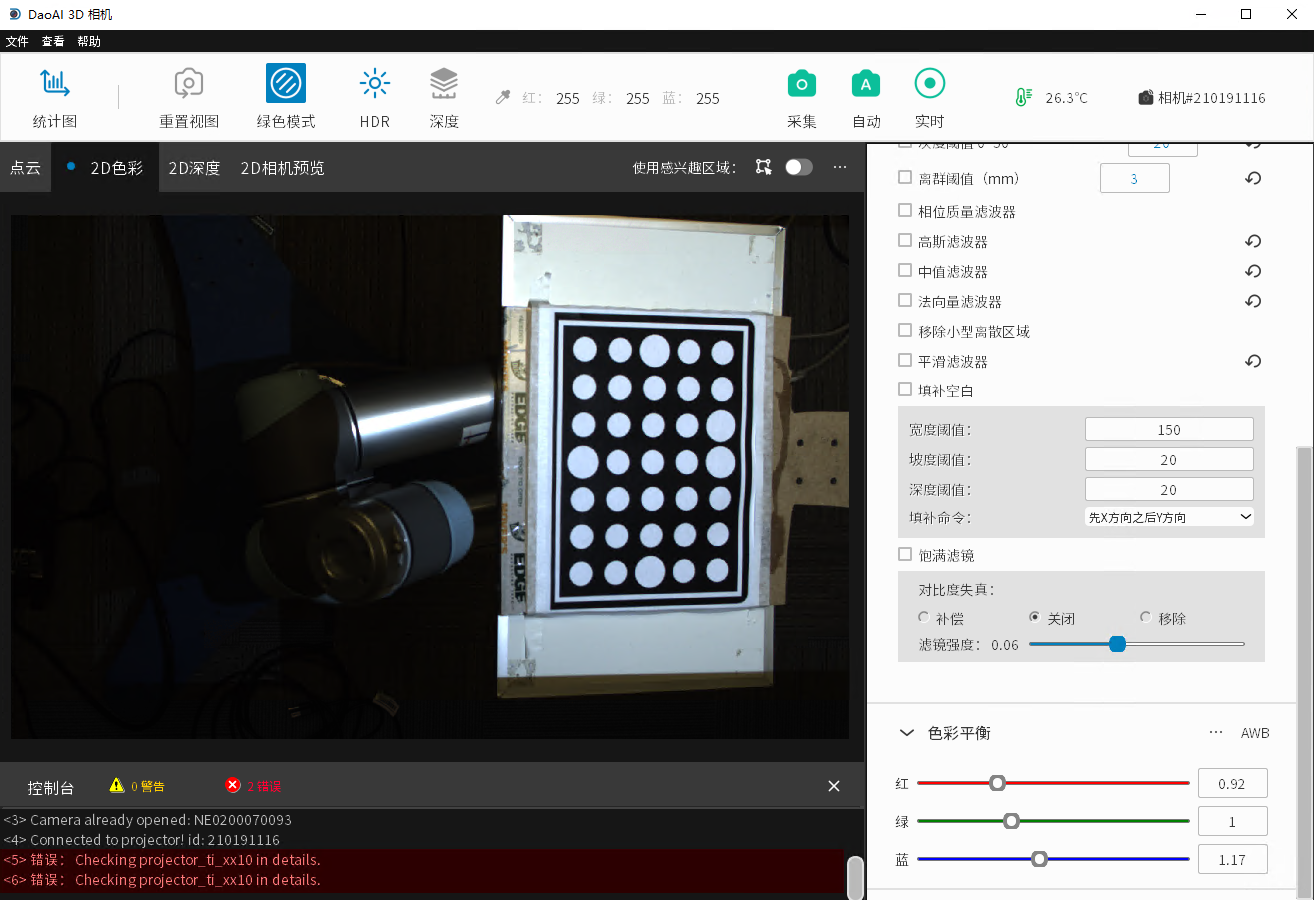 DaoAI 3D 相机
文件 查看 帮助
统计图 重置视图 绿色模式 HDR 深度 红: 255 绿: 255 蓝: 255 采集 自动 实时 26.3℃ 相机#210191116
点云 2D色彩 2D深度 2D相机预览 使用感兴趣区域: ...
EDGE
EDGE
EDGE
控制台 0 警告 2 错误
<3> Camera already opened: NE0200070093
<4> Connected to projector! id: 210191116
<5> 错误: Checking projector_ti_xx10 in details.
<6> 错误: Checking projector_ti_xx10 in details.
离群阈值（mm） 3
相位质量滤波器
高斯滤波器
中值滤波器
法向量滤波器
移除小型离散区域
平滑滤波器
填补空白
宽度阈值: 150
坡度阈值: 20
深度阈值: 20
填补命令: 先X方向之后Y方向
饱满滤镜
对比度失真:
补偿 关闭 移除
滤镜强度: 0.06
色彩平衡 ... AWB
红 0.92
绿 1
蓝 1.17